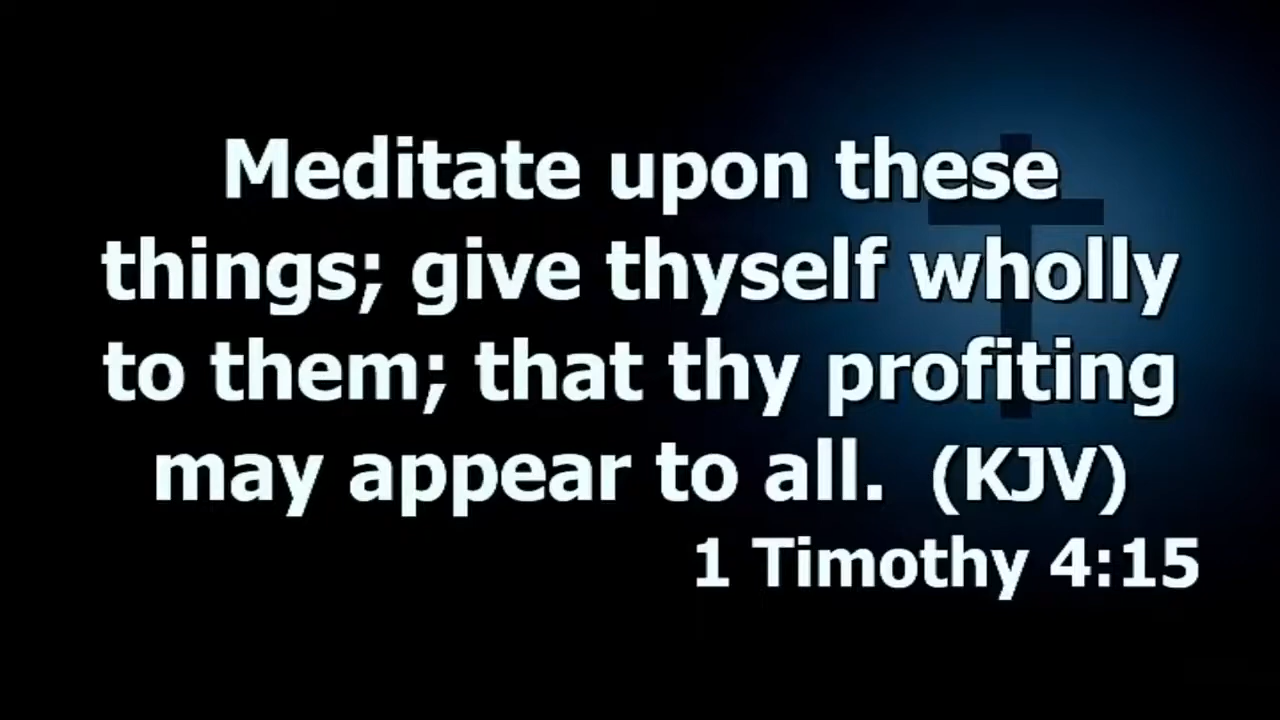 Meditate upon these
things; give thyself wholly
to them; that thy profiting
may appear to all.  (KJV)
1 Timothy 4:15